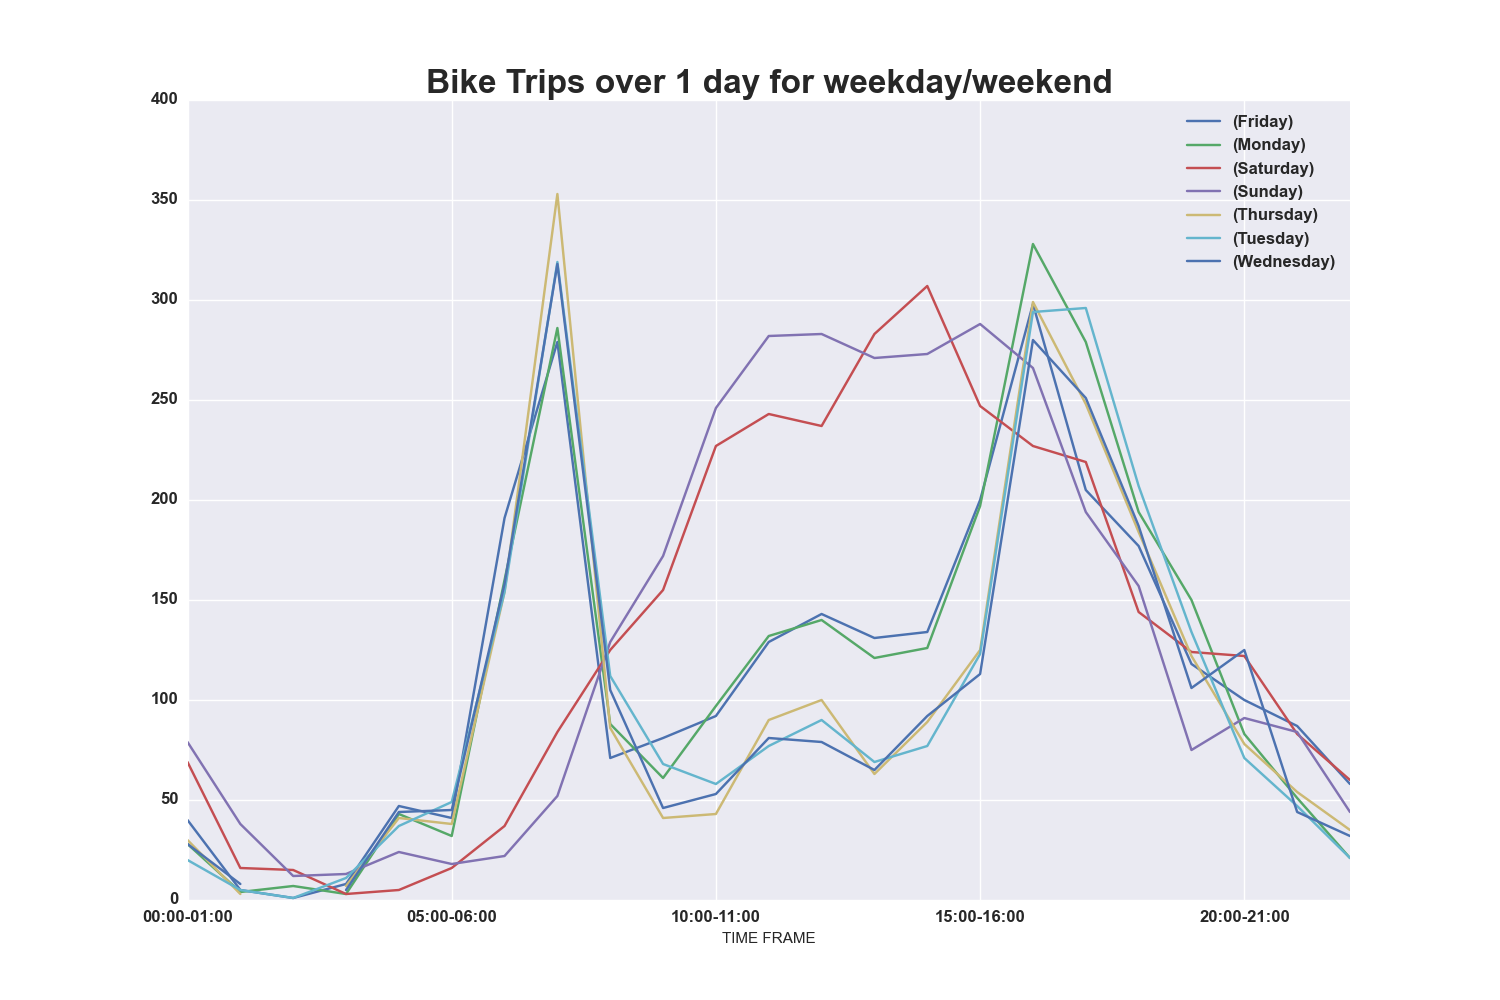 Bike Trips over 1 day for weekday/weekend
400
350
300
250
200
150
100
50
0
(Friday)
(Monday)
(Saturday)
(Sunday)
(Thursday)
(Tuesday)
(Wednesday)
00:00-01:00 05:00-06:00 10:00-11:00 15:00-16:00 20:00-21:00
TIME FRAME